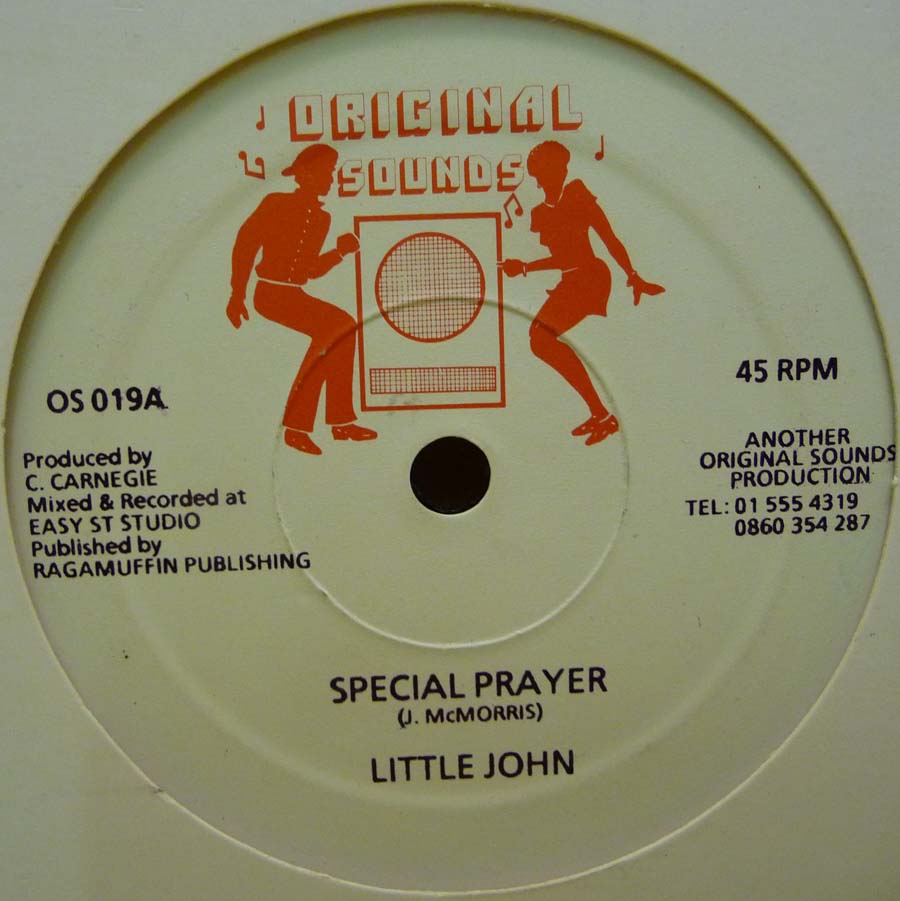 ORIGINAL
SOUNDS
OS 019A
45 RPM
Produced by
C. CARNEGIE
Mixed & Recorded at
EASY ST STUDIO
Published by
RAGAMUFFIN PUBLISHING
ANOTHER
ORIGINAL SOUNDS
PRODUCTION
TEL: 01 555 4319
0860 354 287
SPECIAL PRAYER
(J. McMORRIS)
LITTLE JOHN